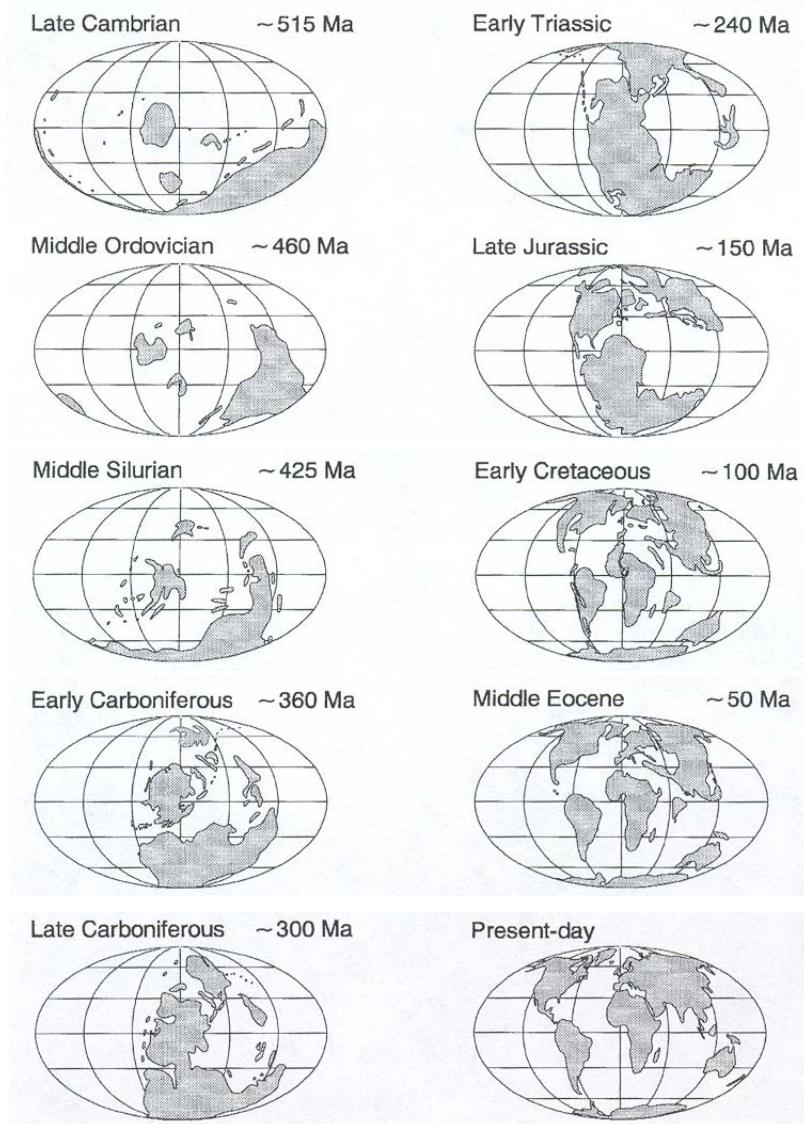 Late Cambrian ~515 Ma
Middle Ordovician ~460 Ma
Middle Silurian ~425 Ma
Early Carboniferous ~360 Ma
Late Carboniferous ~300 Ma
Early Triassic ~240 Ma
Late Jurassic ~150 Ma
Early Cretaceous ~100 Ma
Middle Eocene ~50 Ma
Present-day